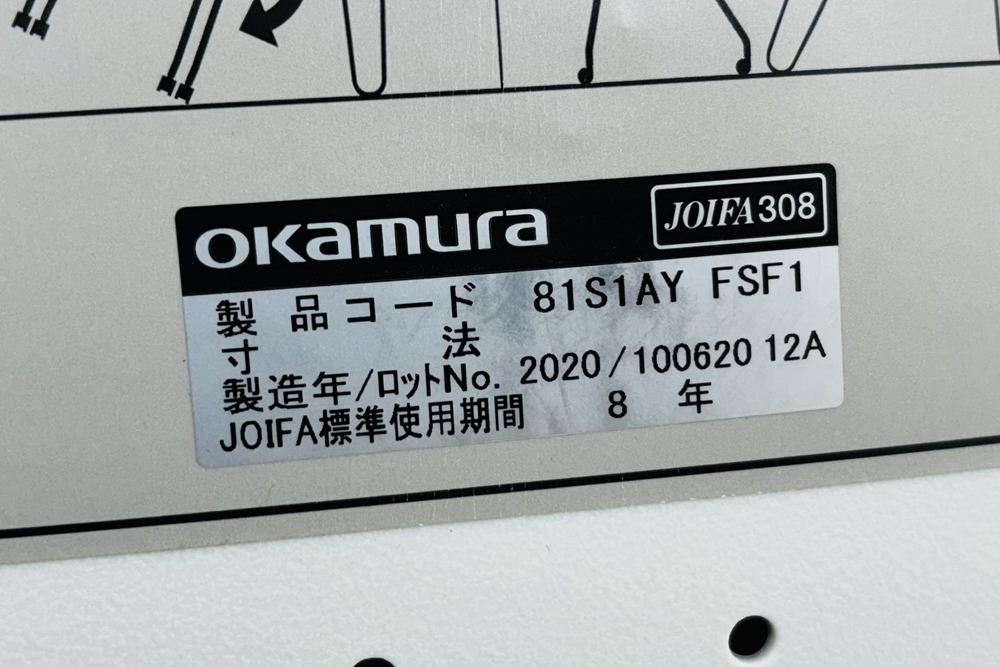 okamura JOIFA308
製品コード 81S1AY FSF1
寸法
製造年/ロットNo. 2020/100620 12A
JOIFA標準使用期間 8年